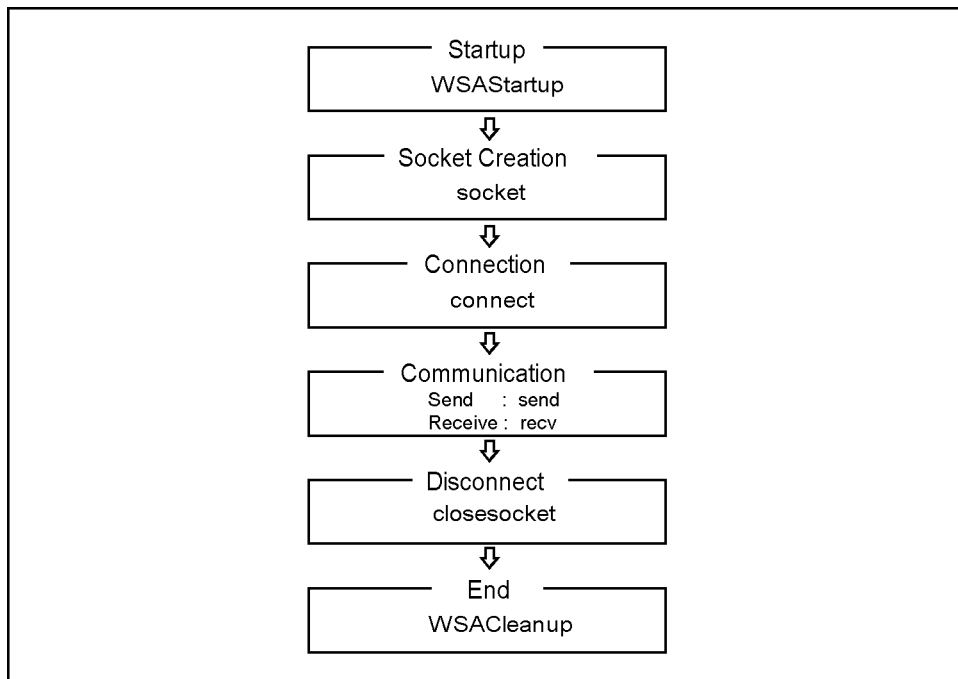 Startup
WSAStartup
Socket Creation
socket
Connection
connect
Communication
Send : send
Receive : recv
Disconnect
closesocket
End
WSACleanup